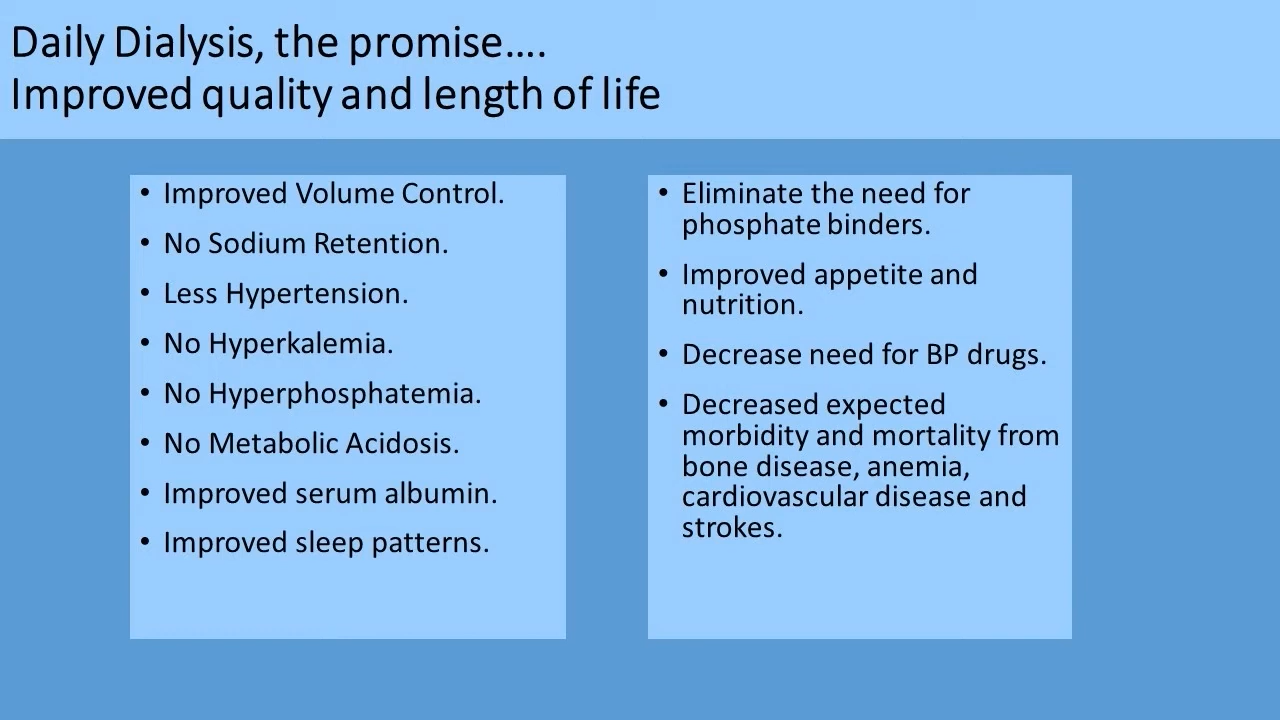 Daily Dialysis, the promise....
Improved quality and length of life
• Improved Volume Control.
• No Sodium Retention.
• Less Hypertension.
• No Hyperkalemia.
• No Hyperphosphatemia.
• No Metabolic Acidosis.
• Improved serum albumin.
• Improved sleep patterns.
• Eliminate the need for
phosphate binders.
• Improved appetite and
nutrition.
• Decrease need for BP drugs.
• Decreased expected
morbidity and mortality from
bone disease, anemia,
cardiovascular disease and
strokes.